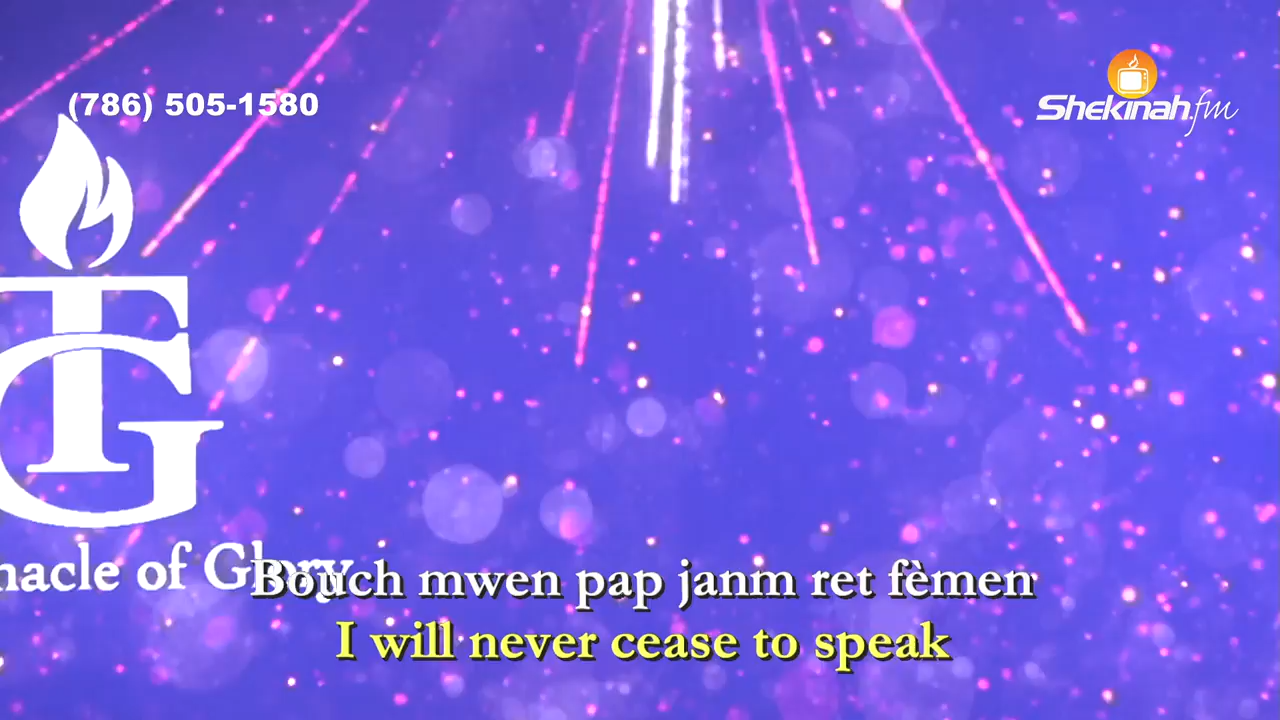 (786) 505-1580
Shekinah.fm
TG
nacle of Glory
Bouch mwen pap janm ret fèmen
I will never cease to speak